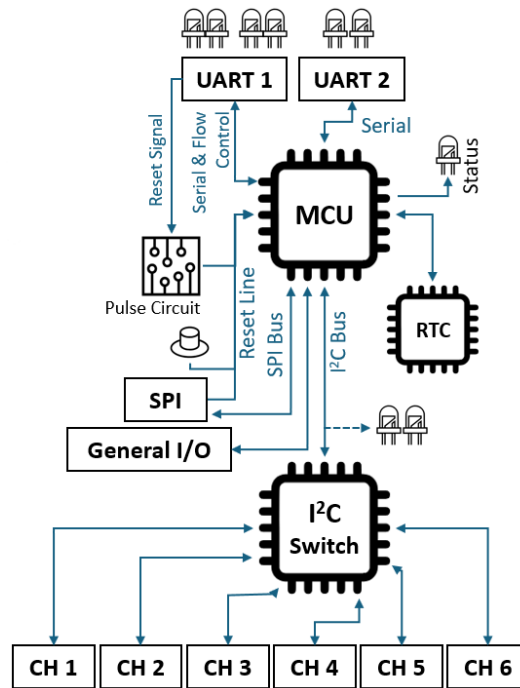 UART 1
UART 2
Reset Signal
Serial & Flow
Control
Serial
Status
MCU
Pulse Circuit
Reset Line
SPI Bus
I²C Bus
RTC
SPI
General I/O
I²C
Switch
CH 1
CH 2
CH 3
CH 4
CH 5
CH 6